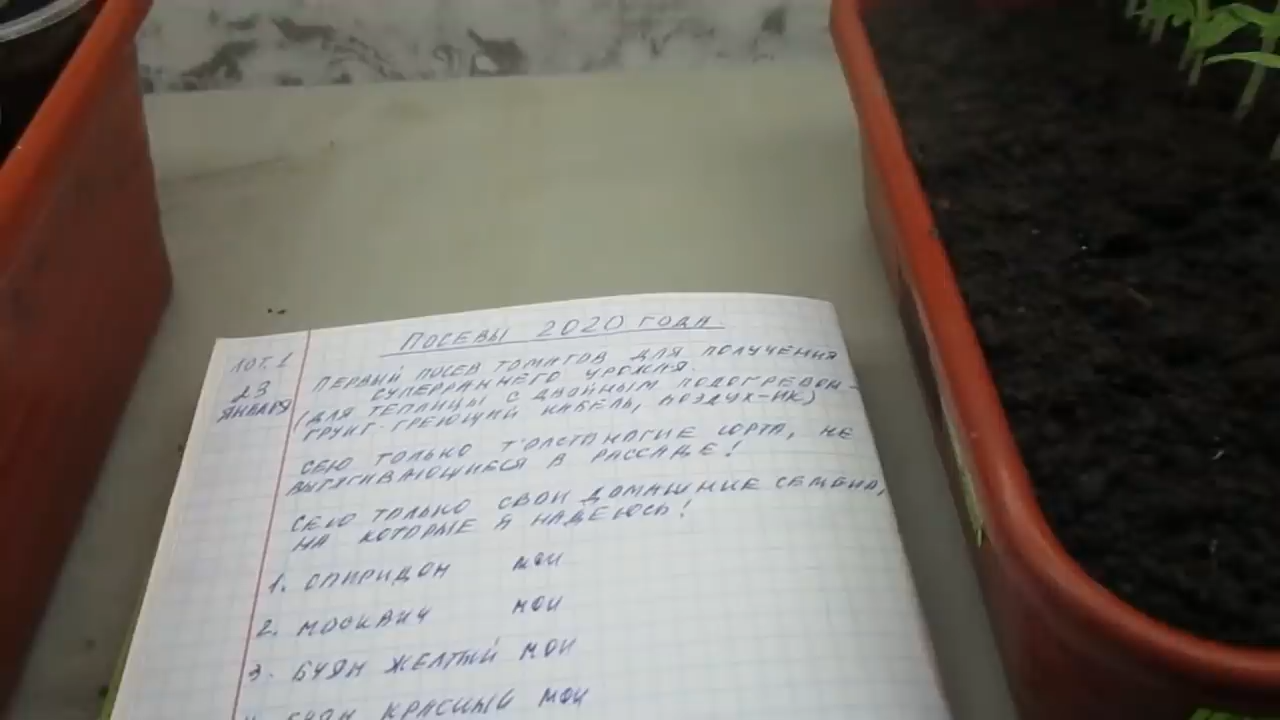 ПОСЕВЫ 2020 ГОДА
ЛОТ. 1
23
ЯНВАРЯ
ПЕРВЫЙ ПОСЕВ ТОМАТОВ ДЛЯ ПОЛУЧЕНИЯ
СУПЕРРАННЕГО УРОЖАЯ.
(ДЛЯ ТЕПЛИЦЫ С ДВОЙНЫМ ПОДОГРЕВОМ -
ГРУНТ-ГРЕЮЩИЙ КАБЕЛЬ, ВОЗДУХ-ИК)
СЕЮ ТОЛЬКО ТОЛСТАНОГИЕ СОРТА, НЕ
ВЫТЯГИВАЮЩИЕСЯ В РАССАДЕ!
СЕЮ ТОЛЬКО СВОИ ДОМАШНИЕ СЕМЕНА,
НА КОТОРЫЕ Я НАДЕЮСЬ!
1. СПИРИДОН МОИ
2. МОСКВИЧ МОИ
3. БУЯН ЖЕЛТЫЙ МОИ
4. БУЯН КРАСНЫЙ МОИ